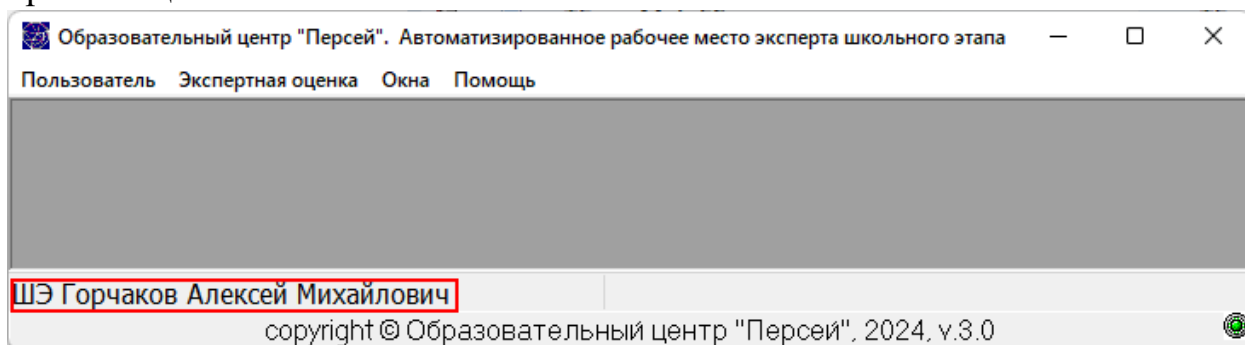 Образовательный центр "Персей". Автоматизированное рабочее место эксперта школьного этапа
Пользователь Экспертная оценка Окна Помощь
ШЭ Горчаков Алексей Михайлович
copyright © Образовательный центр "Персей", 2024, v.3.0